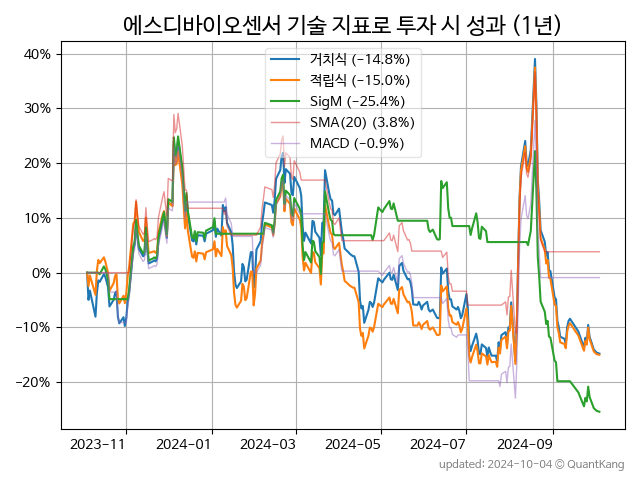 에스디바이오센서 기술 지표로 투자 시 성과 (1년)
거치식 (−14.8%)
적립식 (−15.0%)
SigM (−25.4%)
SMA(20) (3.8%)
MACD (−0.9%)
40%
30%
20%
10%
0%
−10%
−20%
2023-11 2024-01 2024-03 2024-05 2024-07 2024-09
updated: 2024-10-04 © QuantKang